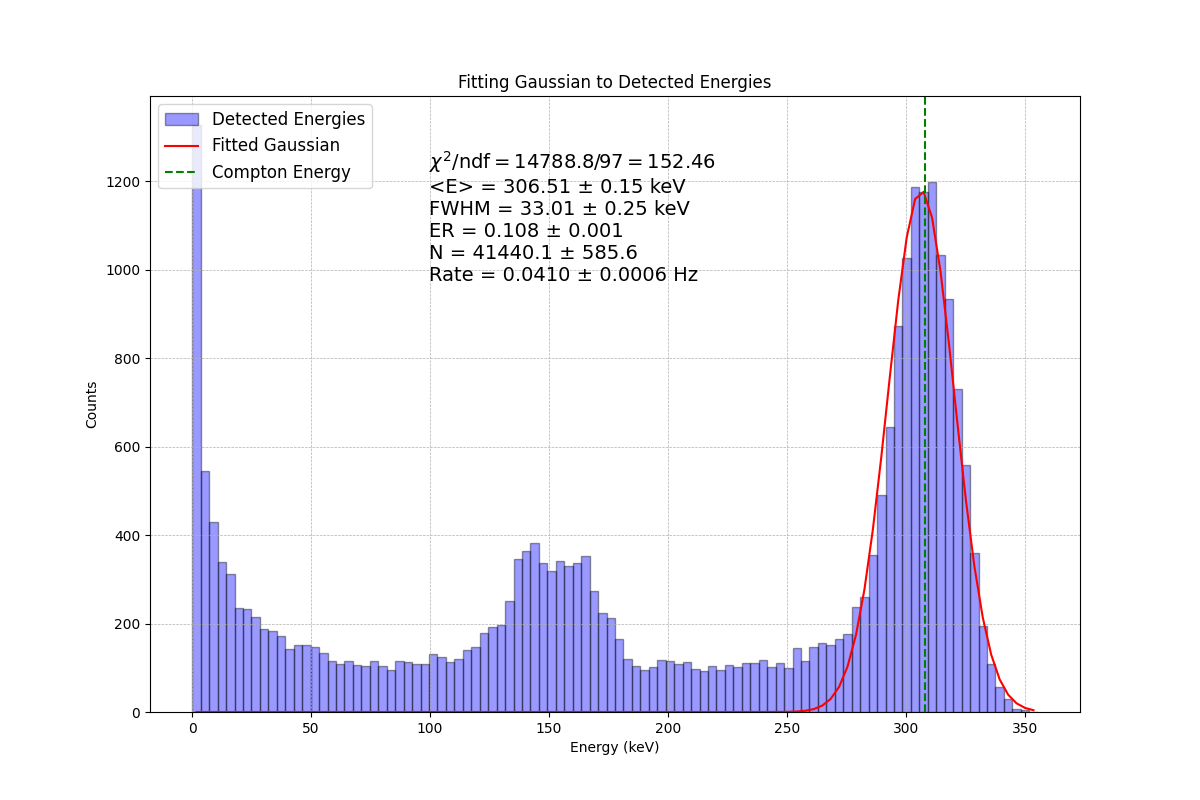 Fitting Gaussian to Detected Energies
Detected Energies
Fitted Gaussian
Compton Energy
χ²/ndf = 14788.8/97 = 152.46
<E> = 306.51 ± 0.15 keV
FWHM = 33.01 ± 0.25 keV
ER = 0.108 ± 0.001
N = 41440.1 ± 585.6
Rate = 0.0410 ± 0.0006 Hz
Counts
1200
1000
800
600
400
200
0
0 50 100 150 200 250 300 350
Energy (keV)